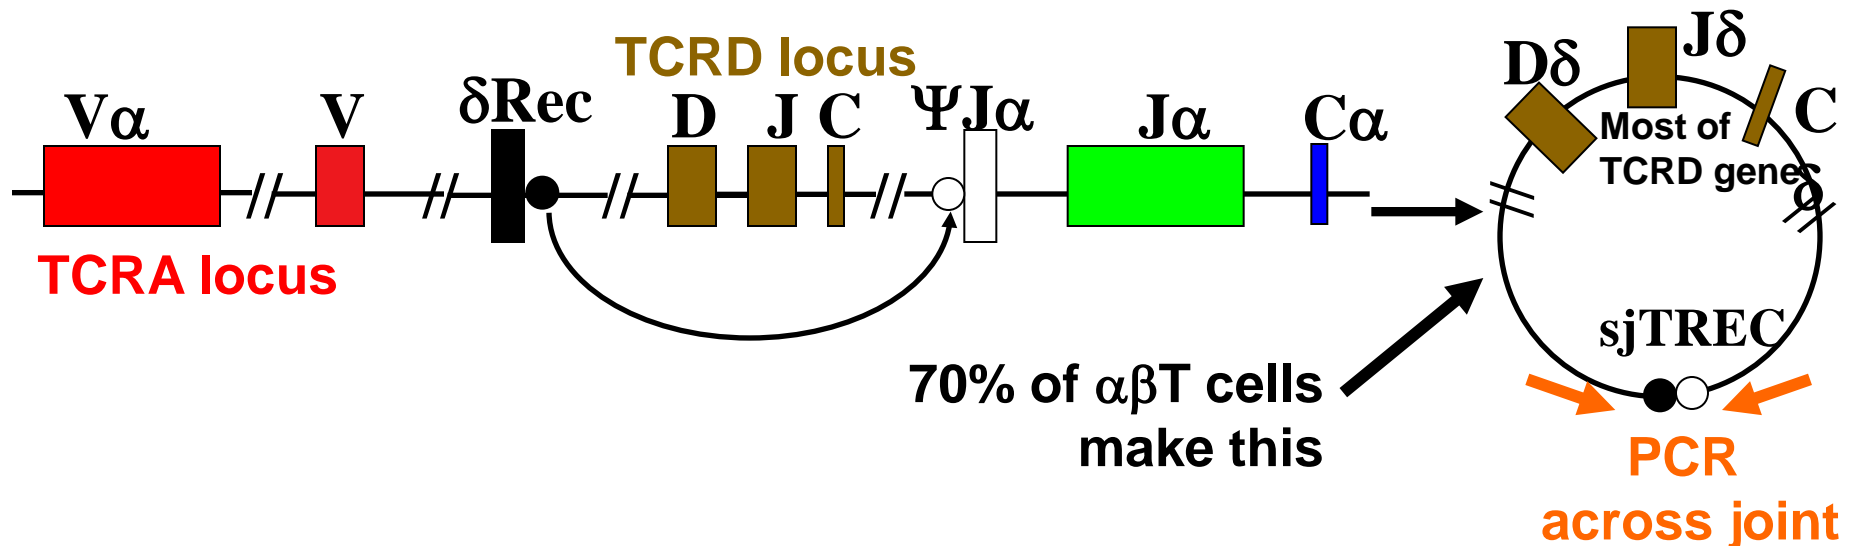 TCRD locus
Vα
V
δRec
D
J
C
ΨJα
Jα
Cα
TCRA locus
70% of αβT cells
make this
Dδ
Jδ
C
δ
Most of
TCRD genes
sjTREC
PCR
across joint